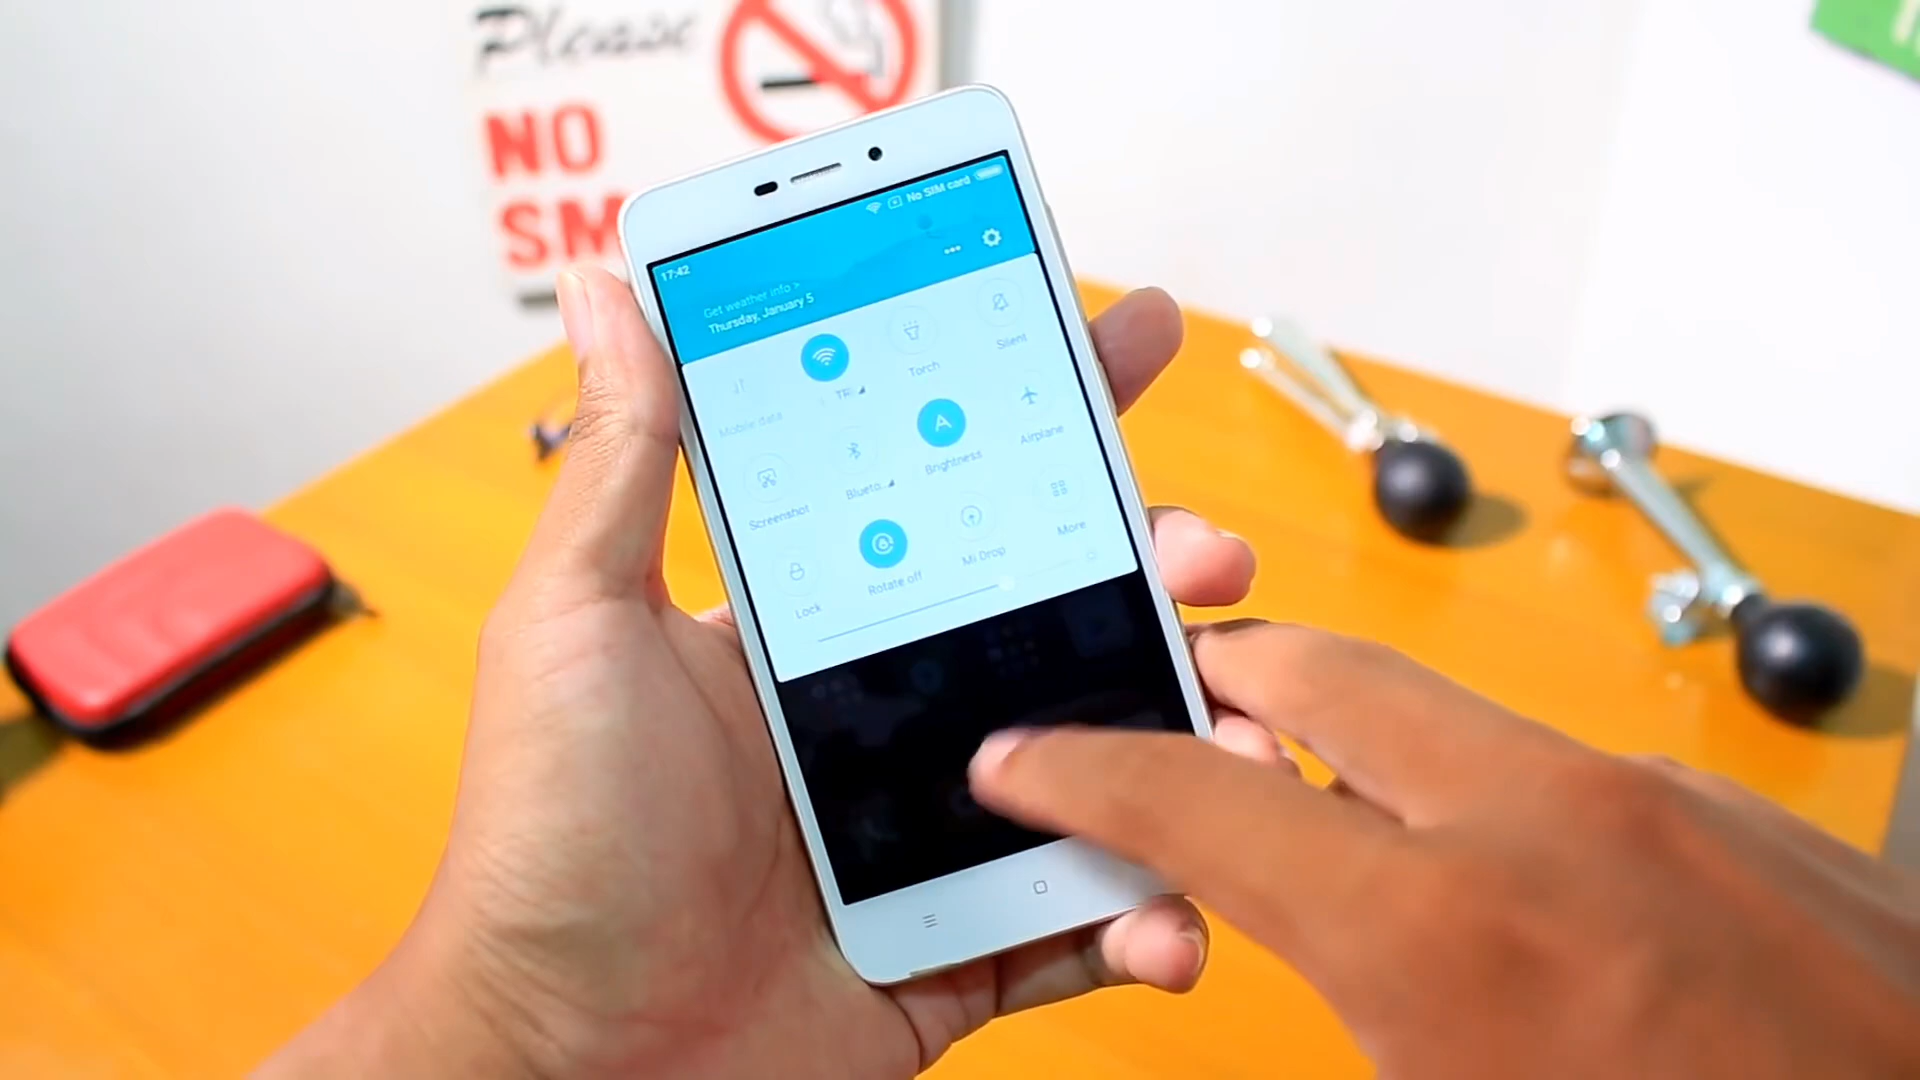 Please
NO
SM
No SIM card
17:42
Get weather info >
Thursday, January 5
Mobile data
Torch
Silent
Screenshot
Blueto...
Brightness
Airplane
Lock
Rotate off
Mi Drop
More